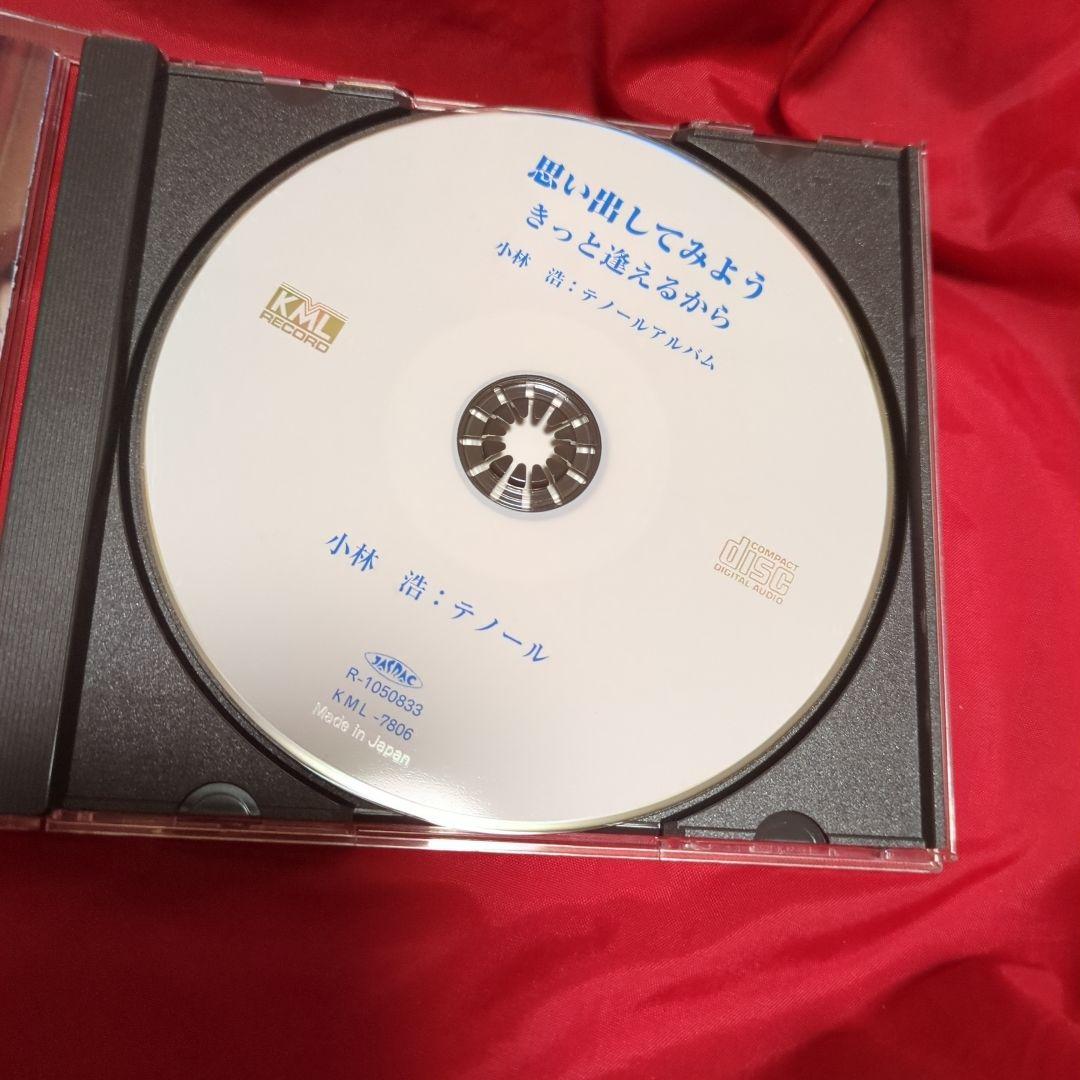 思い出してみよう
きっと逢えるから
小林 浩：テノールアルバム
KML
RECORD
COMPACT
disc
DIGITAL AUDIO
小林 浩：テノール
JASRAC
R-1050833
KML-7806
Made in Japan